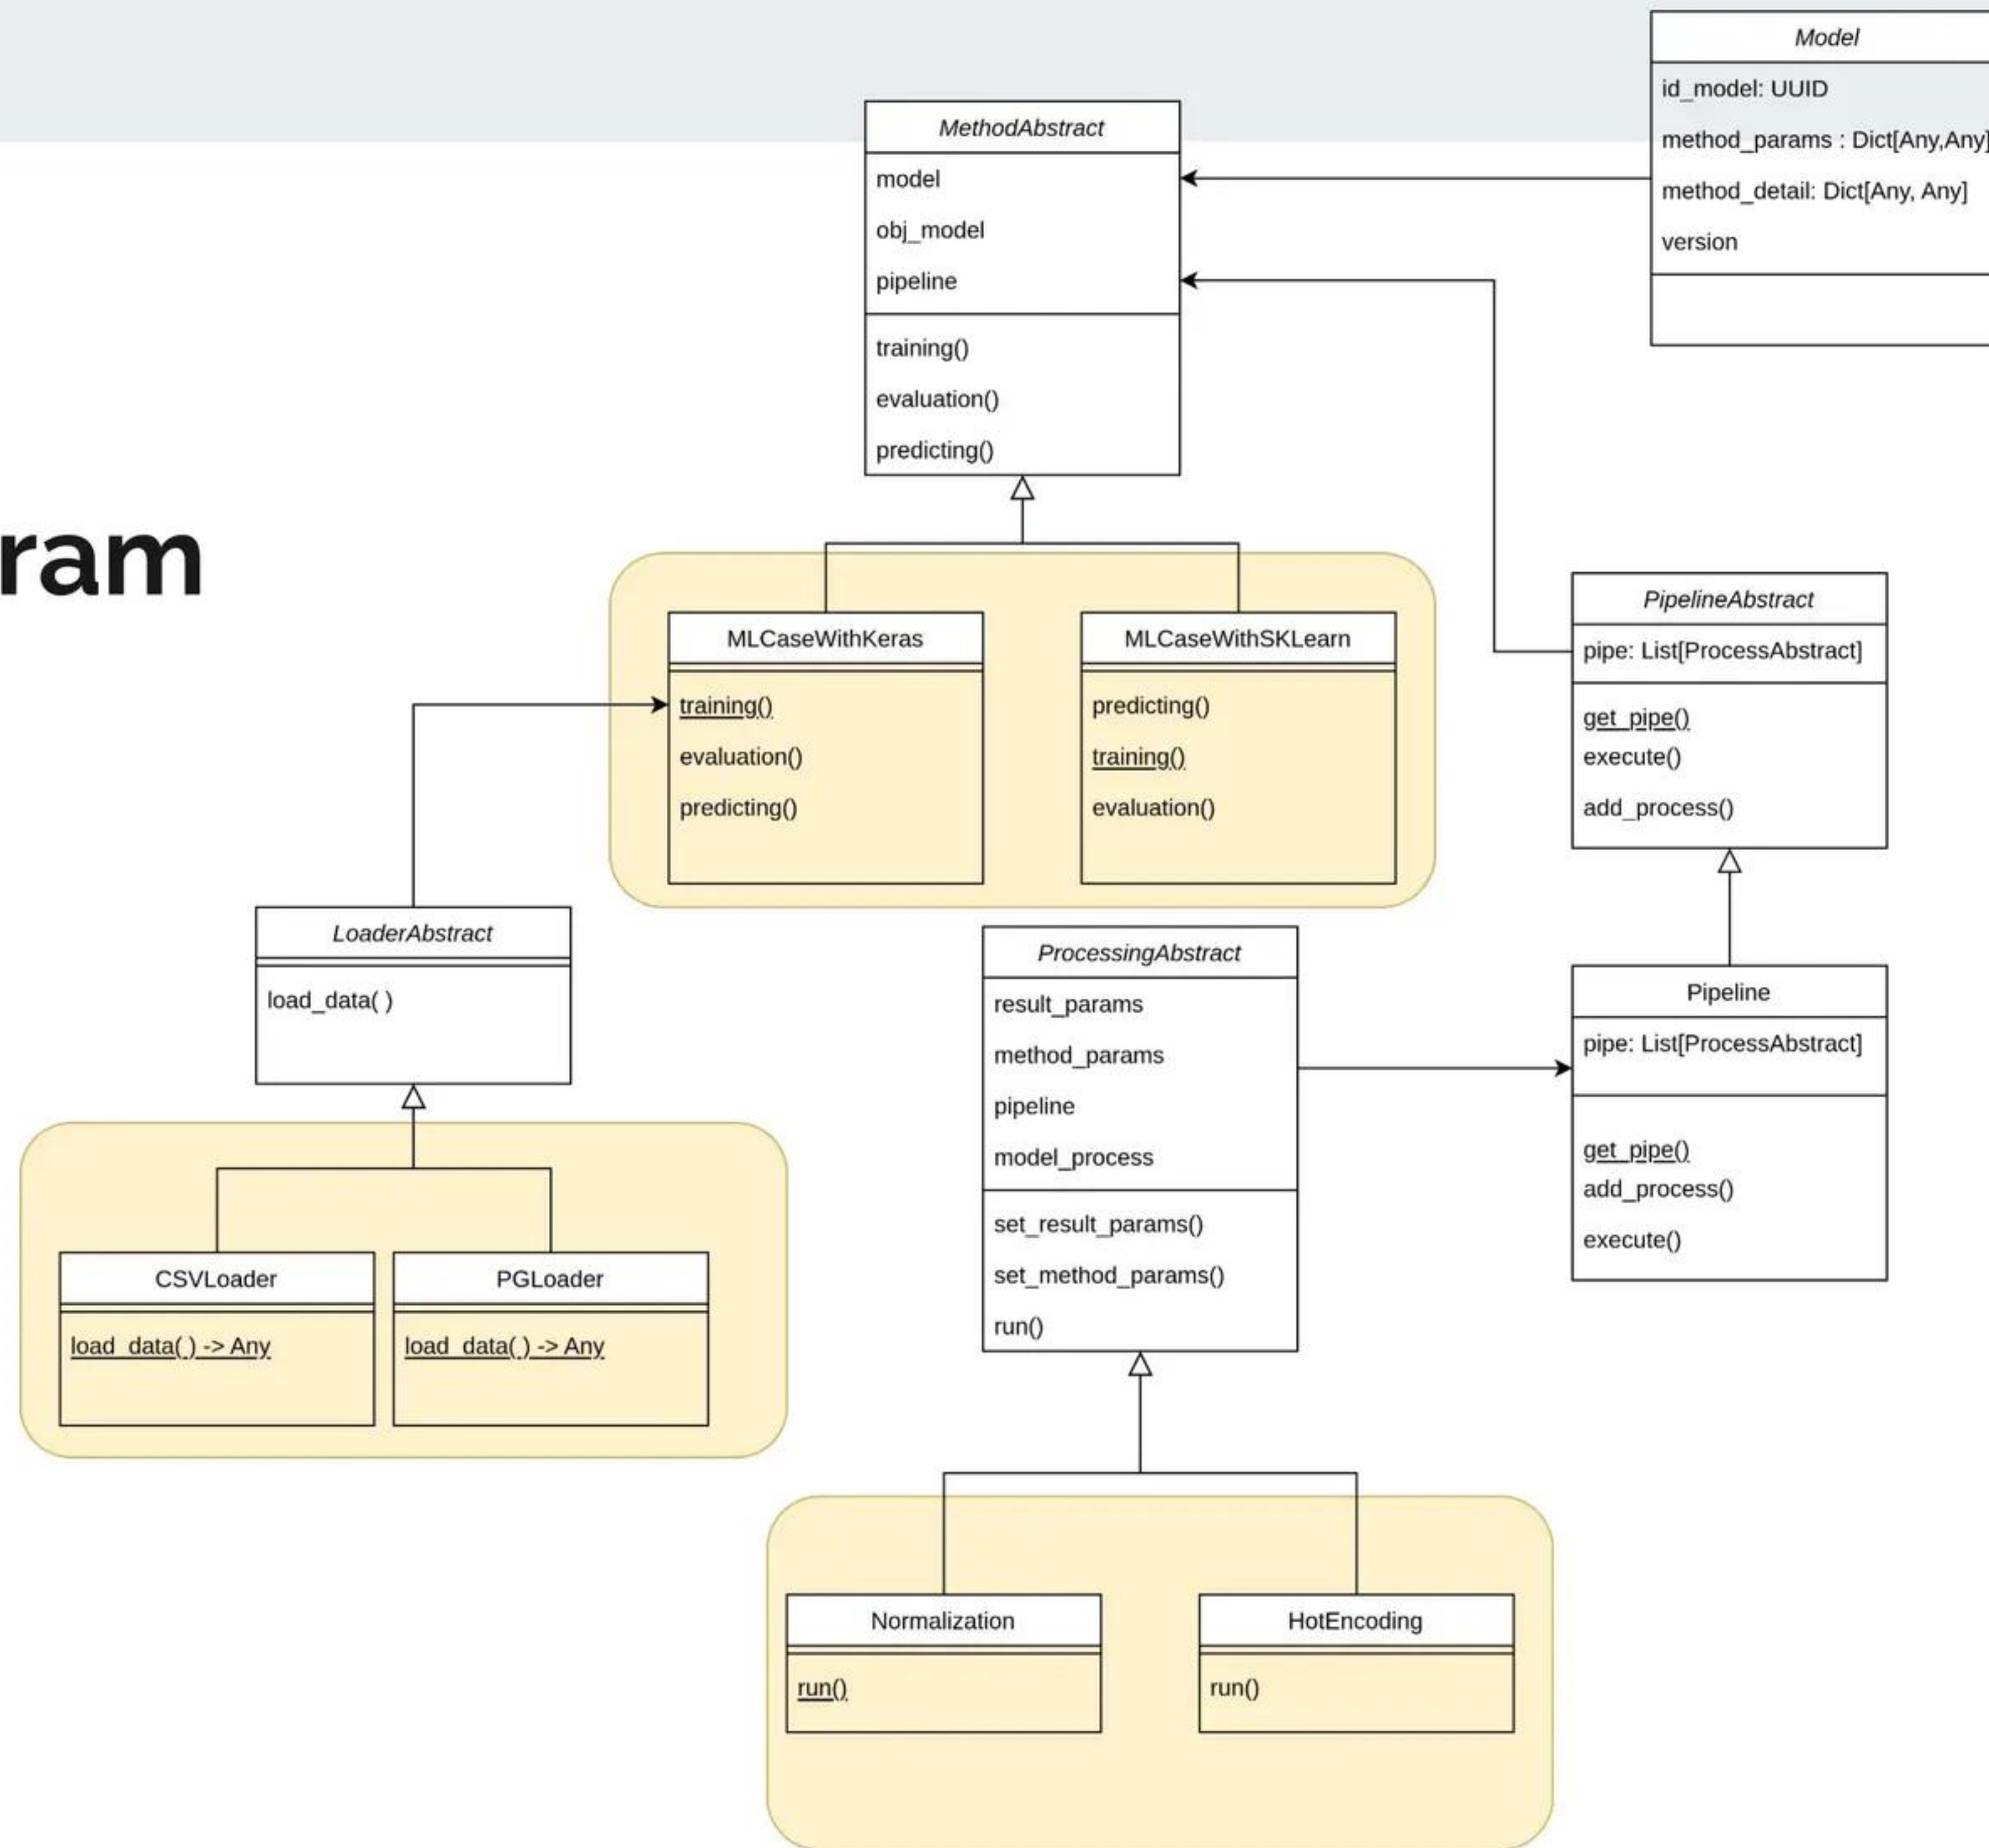 Model
id_model: UUID
method_params : Dict[Any,Any]
method_detail: Dict[Any, Any]
version
MethodAbstract
model
obj_model
pipeline
training()
evaluation()
predicting()
ram
MLCaseWithKeras
training()
evaluation()
predicting()
MLCaseWithSKLearn
predicting()
training()
evaluation()
PipelineAbstract
pipe: List[ProcessAbstract]
get_pipe()
execute()
add_process()
LoaderAbstract
load_data( )
ProcessingAbstract
result_params
method_params
pipeline
model_process
set_result_params()
set_method_params()
run()
Pipeline
pipe: List[ProcessAbstract]
get_pipe()
add_process()
execute()
CSVLoader
load_data( ) -> Any
PGLoader
load_data( ) -> Any
Normalization
run()
HotEncoding
run()